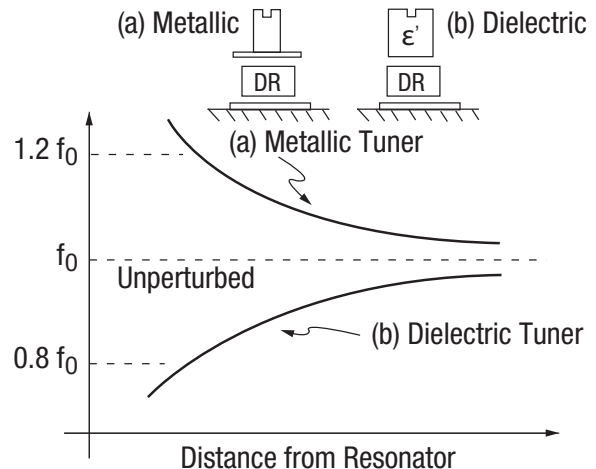 (a) Metallic
ε'
(b) Dielectric
DR
DR
(a) Metallic Tuner
1.2 f₀
f₀
Unperturbed
(b) Dielectric Tuner
0.8 f₀
Distance from Resonator